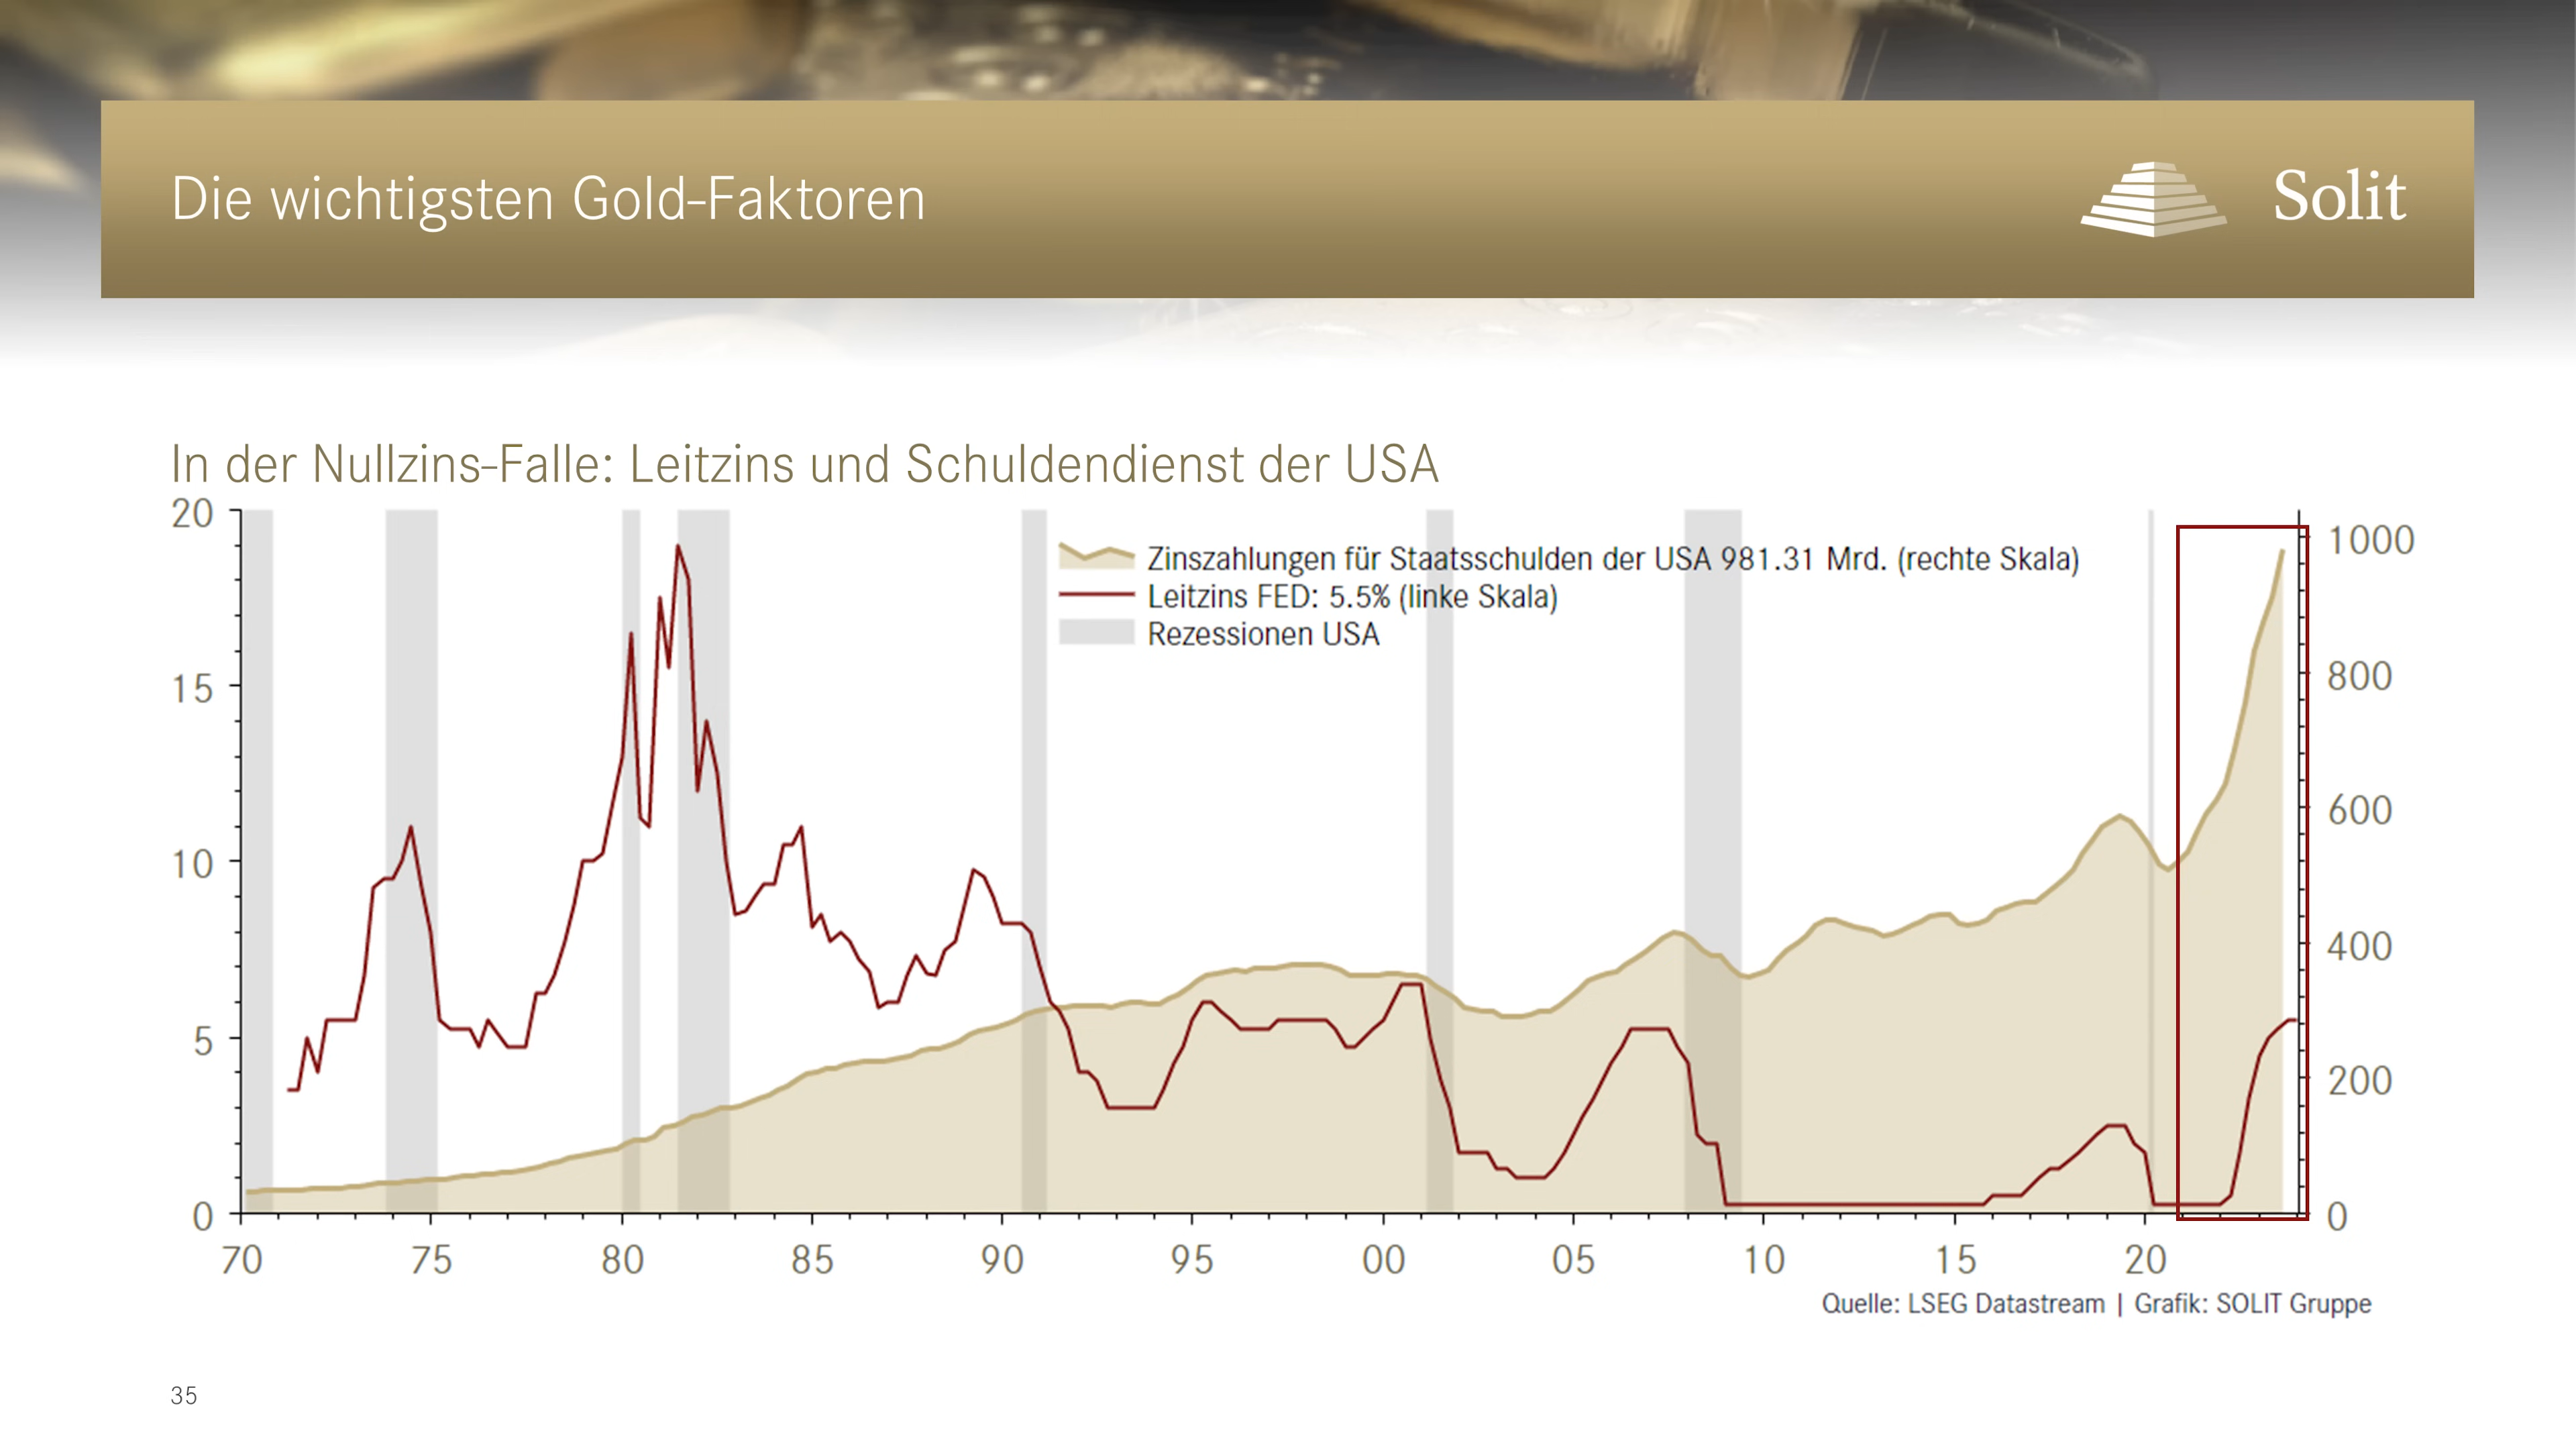 Die wichtigsten Gold-Faktoren
Solit
In der Nullzins-Falle: Leitzins und Schuldendienst der USA
Zinszahlungen für Staatsschulden der USA 981.31 Mrd. (rechte Skala)
Leitzins FED: 5.5% (linke Skala)
Rezessionen USA
20
15
10
5
0
1000
800
600
400
200
0
70 75 80 85 90 95 00 05 10 15 20
Quelle: LSEG Datastream | Grafik: SOLIT Gruppe
35